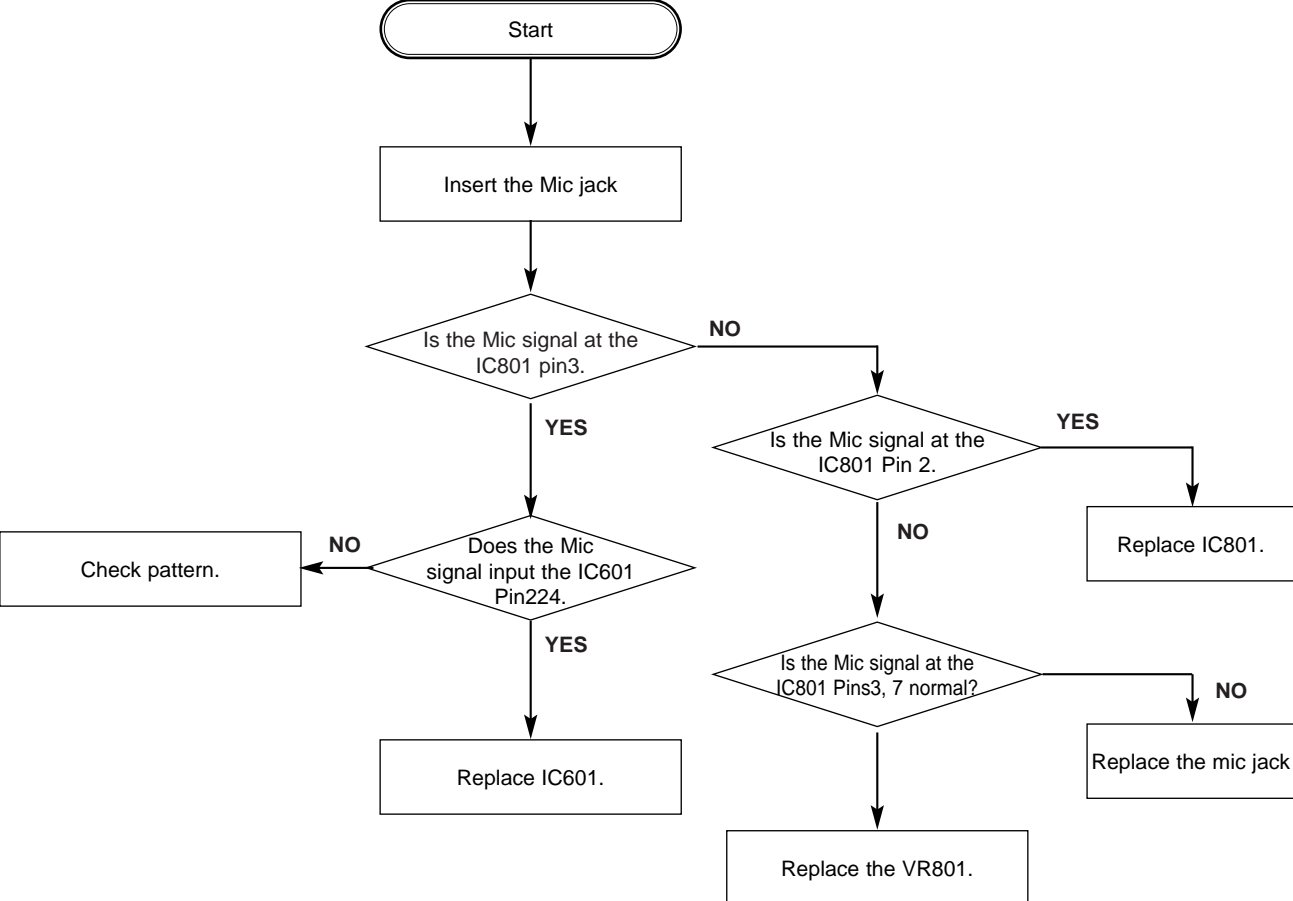 Start
Insert the Mic jack
Is the Mic signal at the
IC801 pin3.
NO
YES
Is the Mic signal at the
IC801 Pin 2.
YES
Replace IC801.
NO
Does the Mic
signal input the IC601
Pin224.
NO
Check pattern.
YES
Replace IC601.
Is the Mic signal at the
IC801 Pins3, 7 normal?
NO
Replace the mic jack
Replace the VR801.